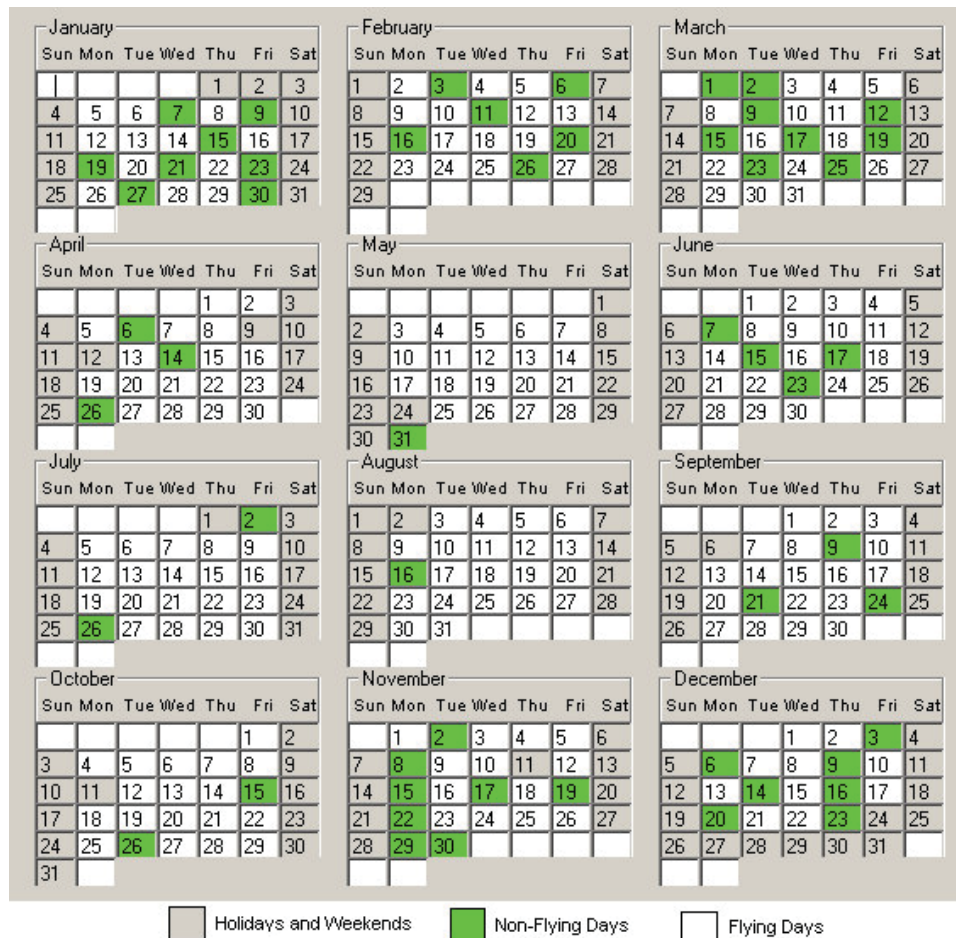 January February March
Sun Mon Tue Wed Thu Fri Sat Sun Mon Tue Wed Thu Fri Sat Sun Mon Tue Wed Thu Fri Sat
1 2 3 1 2 3 4 5 6 7 1 2 3 4 5 6
4 5 6 7 8 9 10 8 9 10 11 12 13 14 7 8 9 10 11 12 13
11 12 13 14 15 16 17 15 16 17 18 19 20 21 14 15 16 17 18 19 20
18 19 20 21 22 23 24 22 23 24 25 26 27 28 21 22 23 24 25 26 27
25 26 27 28 29 30 31 29 28 29 30 31
April May June
Sun Mon Tue Wed Thu Fri Sat Sun Mon Tue Wed Thu Fri Sat Sun Mon Tue Wed Thu Fri Sat
1 2 3 1 1 2 3 4 5
4 5 6 7 8 9 10 2 3 4 5 6 7 8 6 7 8 9 10 11 12
11 12 13 14 15 16 17 9 10 11 12 13 14 15 13 14 15 16 17 18 19
18 19 20 21 22 23 24 16 17 18 19 20 21 22 20 21 22 23 24 25 26
25 26 27 28 29 30 23 24 25 26 27 28 29 27 28 29 30
30 31
July August September
Sun Mon Tue Wed Thu Fri Sat Sun Mon Tue Wed Thu Fri Sat Sun Mon Tue Wed Thu Fri Sat
1 2 3 1 2 3 4 5 6 7 1 2 3 4
4 5 6 7 8 9 10 8 9 10 11 12 13 14 5 6 7 8 9 10 11
11 12 13 14 15 16 17 15 16 17 18 19 20 21 12 13 14 15 16 17 18
18 19 20 21 22 23 24 22 23 24 25 26 27 28 19 20 21 22 23 24 25
25 26 27 28 29 30 31 29 30 31 26 27 28 29 30
October November December
Sun Mon Tue Wed Thu Fri Sat Sun Mon Tue Wed Thu Fri Sat Sun Mon Tue Wed Thu Fri Sat
1 2 1 2 3 4 5 6 1 2 3 4
3 4 5 6 7 8 9 7 8 9 10 11 12 13 5 6 7 8 9 10 11
10 11 12 13 14 15 16 14 15 16 17 18 19 20 12 13 14 15 16 17 18
17 18 19 20 21 22 23 21 22 23 24 25 26 27 19 20 21 22 23 24 25
24 25 26 27 28 29 30 28 29 30 26 27 28 29 30 31
31
Holidays and Weekends Non-Flying Days Flying Days